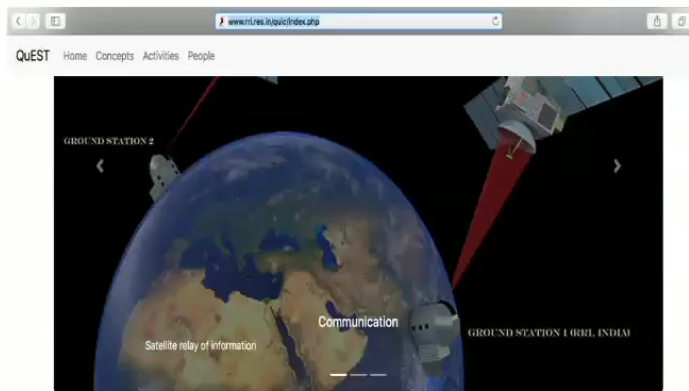 www.rri.res.in/quic/index.php
QuEST Home Concepts Activities People
GROUND STATION 2
Communication
GROUND STATION 1 (RRI, INDIA)
Satellite relay of information